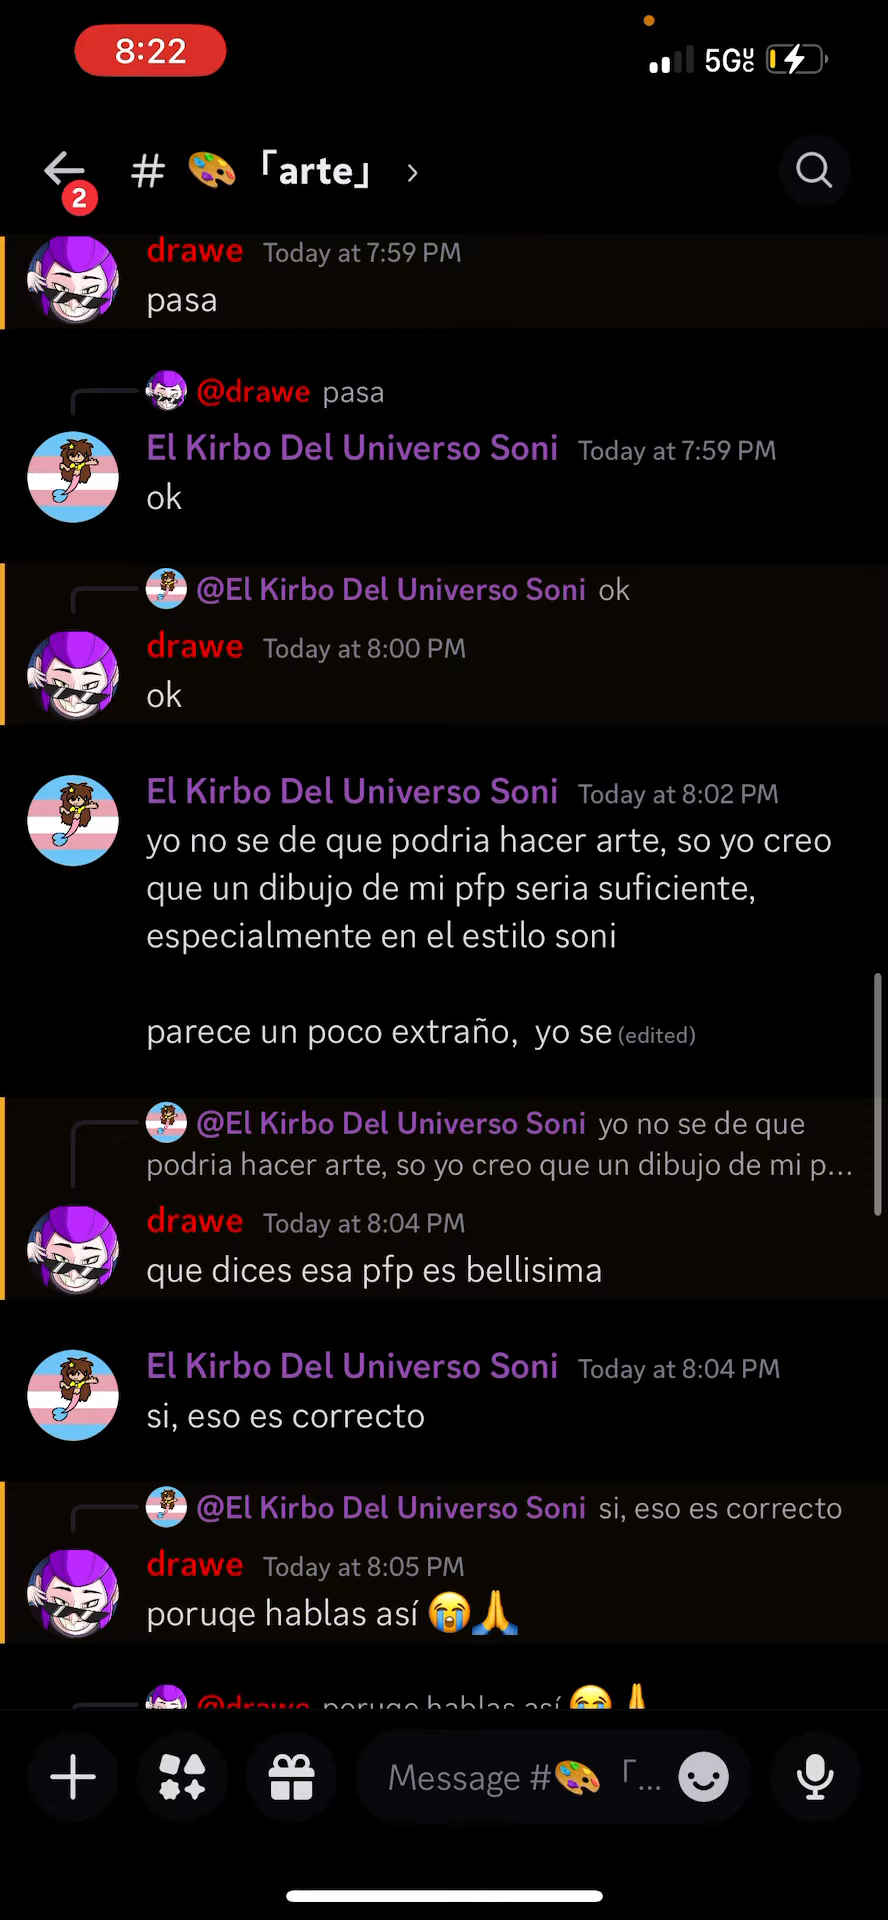 8:22
5G UC
2
# 🎨「arte」 ›
drawe Today at 7:59 PM
pasa
@drawe pasa
El Kirbo Del Universo Soni Today at 7:59 PM
ok
@El Kirbo Del Universo Soni ok
drawe Today at 8:00 PM
ok
El Kirbo Del Universo Soni Today at 8:02 PM
yo no se de que podria hacer arte, so yo creo
que un dibujo de mi pfp seria suficiente,
especialmente en el estilo soni
parece un poco extraño,  yo se (edited)
@El Kirbo Del Universo Soni yo no se de que
podria hacer arte, so yo creo que un dibujo de mi p...
drawe Today at 8:04 PM
que dices esa pfp es bellisima
El Kirbo Del Universo Soni Today at 8:04 PM
si, eso es correcto
@El Kirbo Del Universo Soni si, eso es correcto
drawe Today at 8:05 PM
poruqe hablas así 😭🙏
@drawe poruqe hablas así 😭🙏
Message #🎨「...